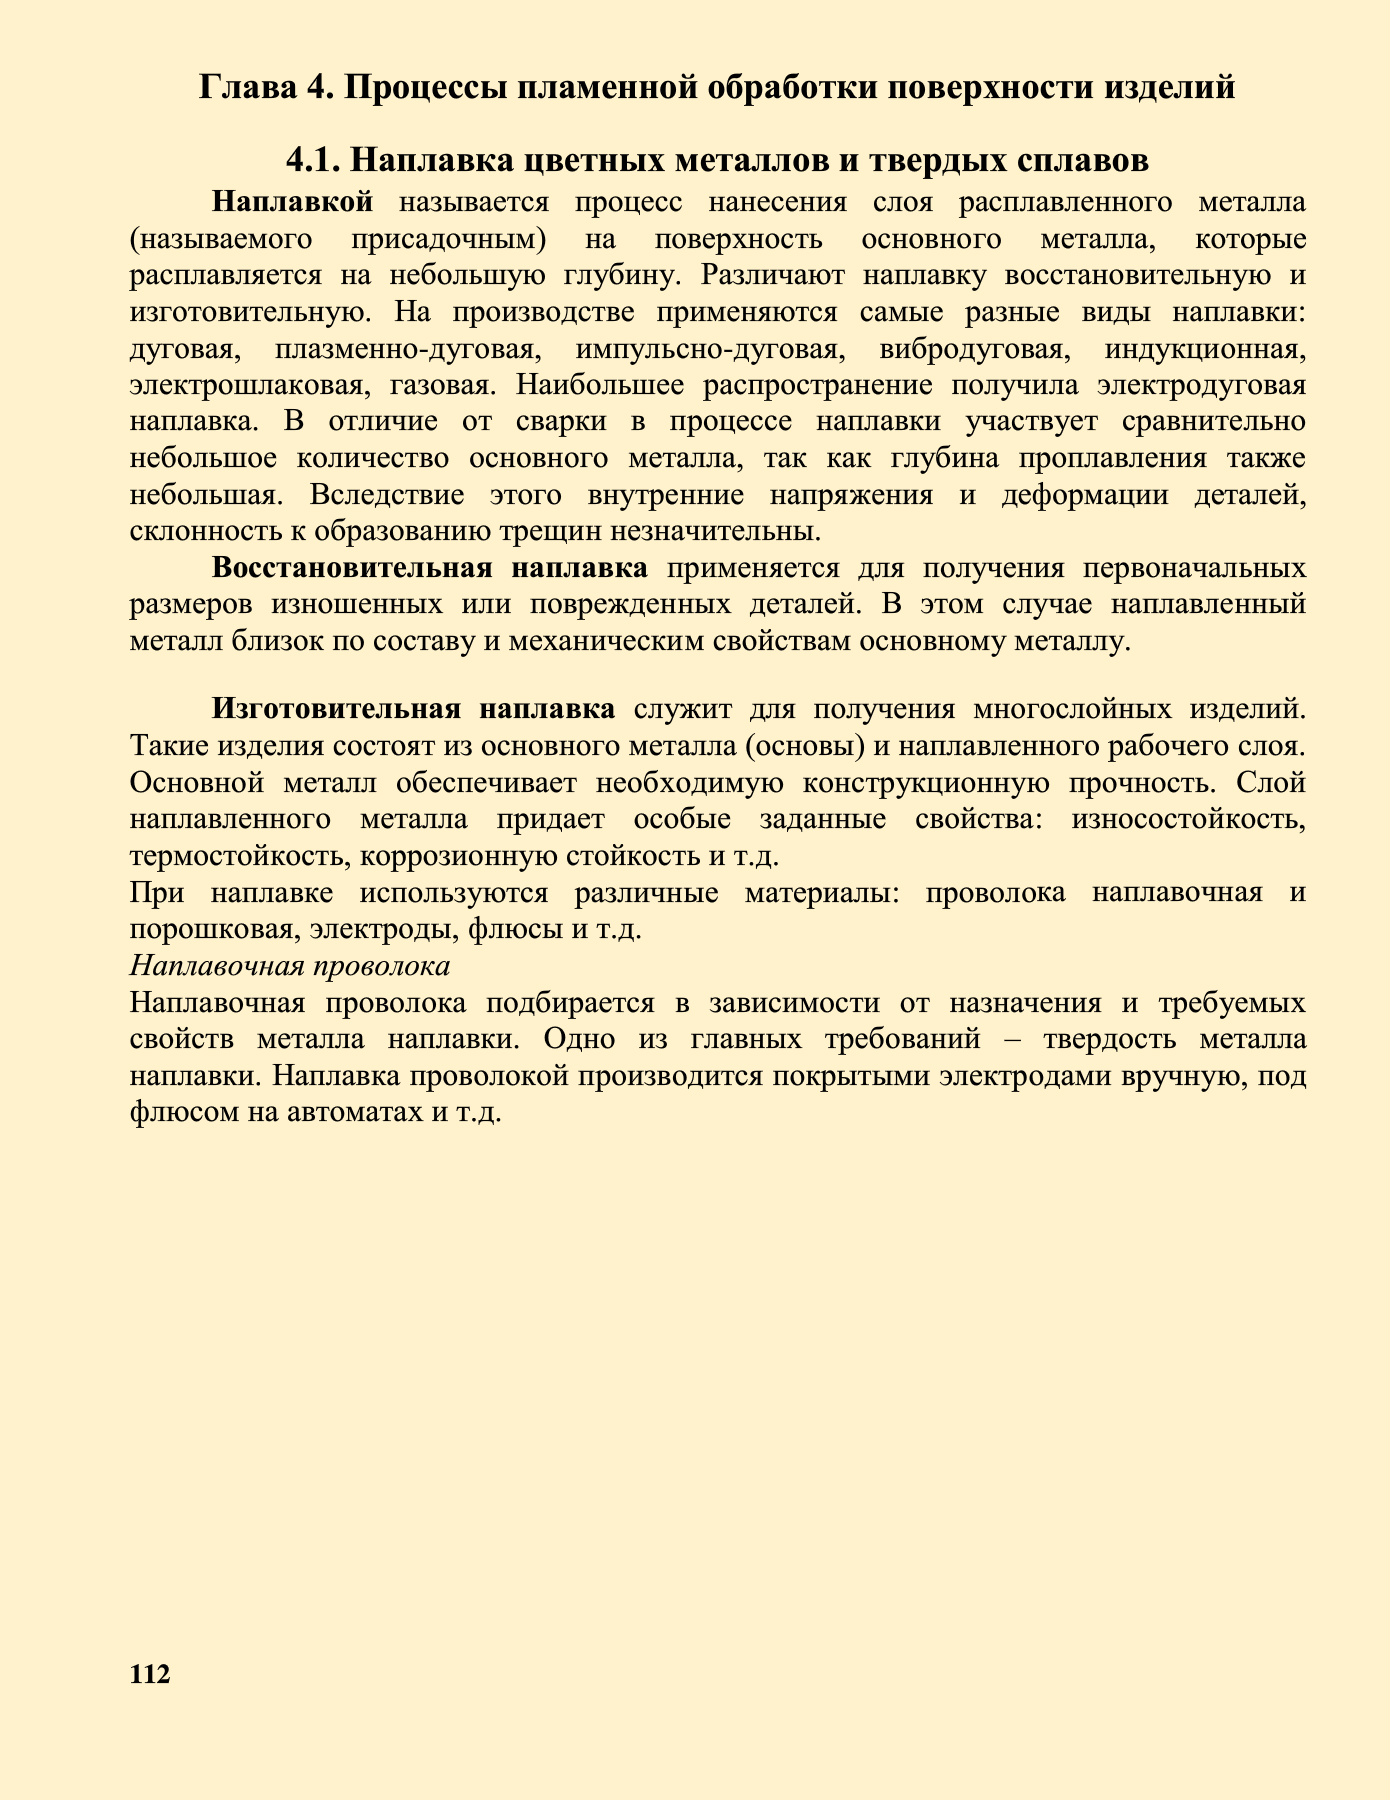 Глава 4. Процессы пламенной обработки поверхности изделий
4.1. Наплавка цветных металлов и твердых сплавов
Наплавкой называется процесс нанесения слоя расплавленного металла
(называемого присадочным) на поверхность основного металла, которые
расплавляется на небольшую глубину. Различают наплавку восстановительную и
изготовительную. На производстве применяются самые разные виды наплавки:
дуговая, плазменно-дуговая, импульсно-дуговая, вибродуговая, индукционная,
электрошлаковая, газовая. Наибольшее распространение получила электродуговая
наплавка. В отличие от сварки в процессе наплавки участвует сравнительно
небольшое количество основного металла, так как глубина проплавления также
небольшая. Вследствие этого внутренние напряжения и деформации деталей,
склонность к образованию трещин незначительны.
Восстановительная наплавка применяется для получения первоначальных
размеров изношенных или поврежденных деталей. В этом случае наплавленный
металл близок по составу и механическим свойствам основному металлу.
Изготовительная наплавка служит для получения многослойных изделий.
Такие изделия состоят из основного металла (основы) и наплавленного рабочего слоя.
Основной металл обеспечивает необходимую конструкционную прочность. Слой
наплавленного металла придает особые заданные свойства: износостойкость,
термостойкость, коррозионную стойкость и т.д.
При наплавке используются различные материалы: проволока наплавочная и
порошковая, электроды, флюсы и т.д.
Наплавочная проволока
Наплавочная проволока подбирается в зависимости от назначения и требуемых
свойств металла наплавки. Одно из главных требований – твердость металла
наплавки. Наплавка проволокой производится покрытыми электродами вручную, под
флюсом на автоматах и т.д.
112